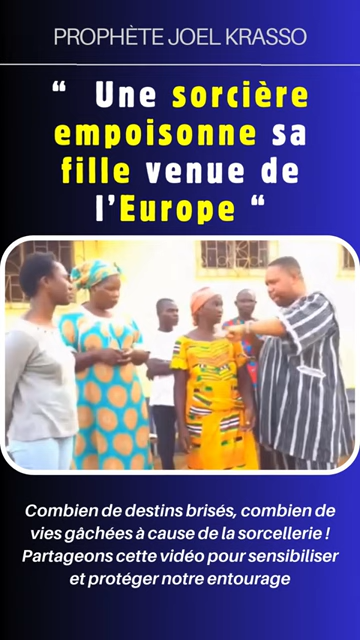 PROPHÈTE JOEL KRASSO
“ Une sorcière
empoisonne sa
fille venue de
l’Europe “
Combien de destins brisés, combien de
vies gâchées à cause de la sorcellerie !
Partageons cette vidéo pour sensibiliser
et protéger notre entourage